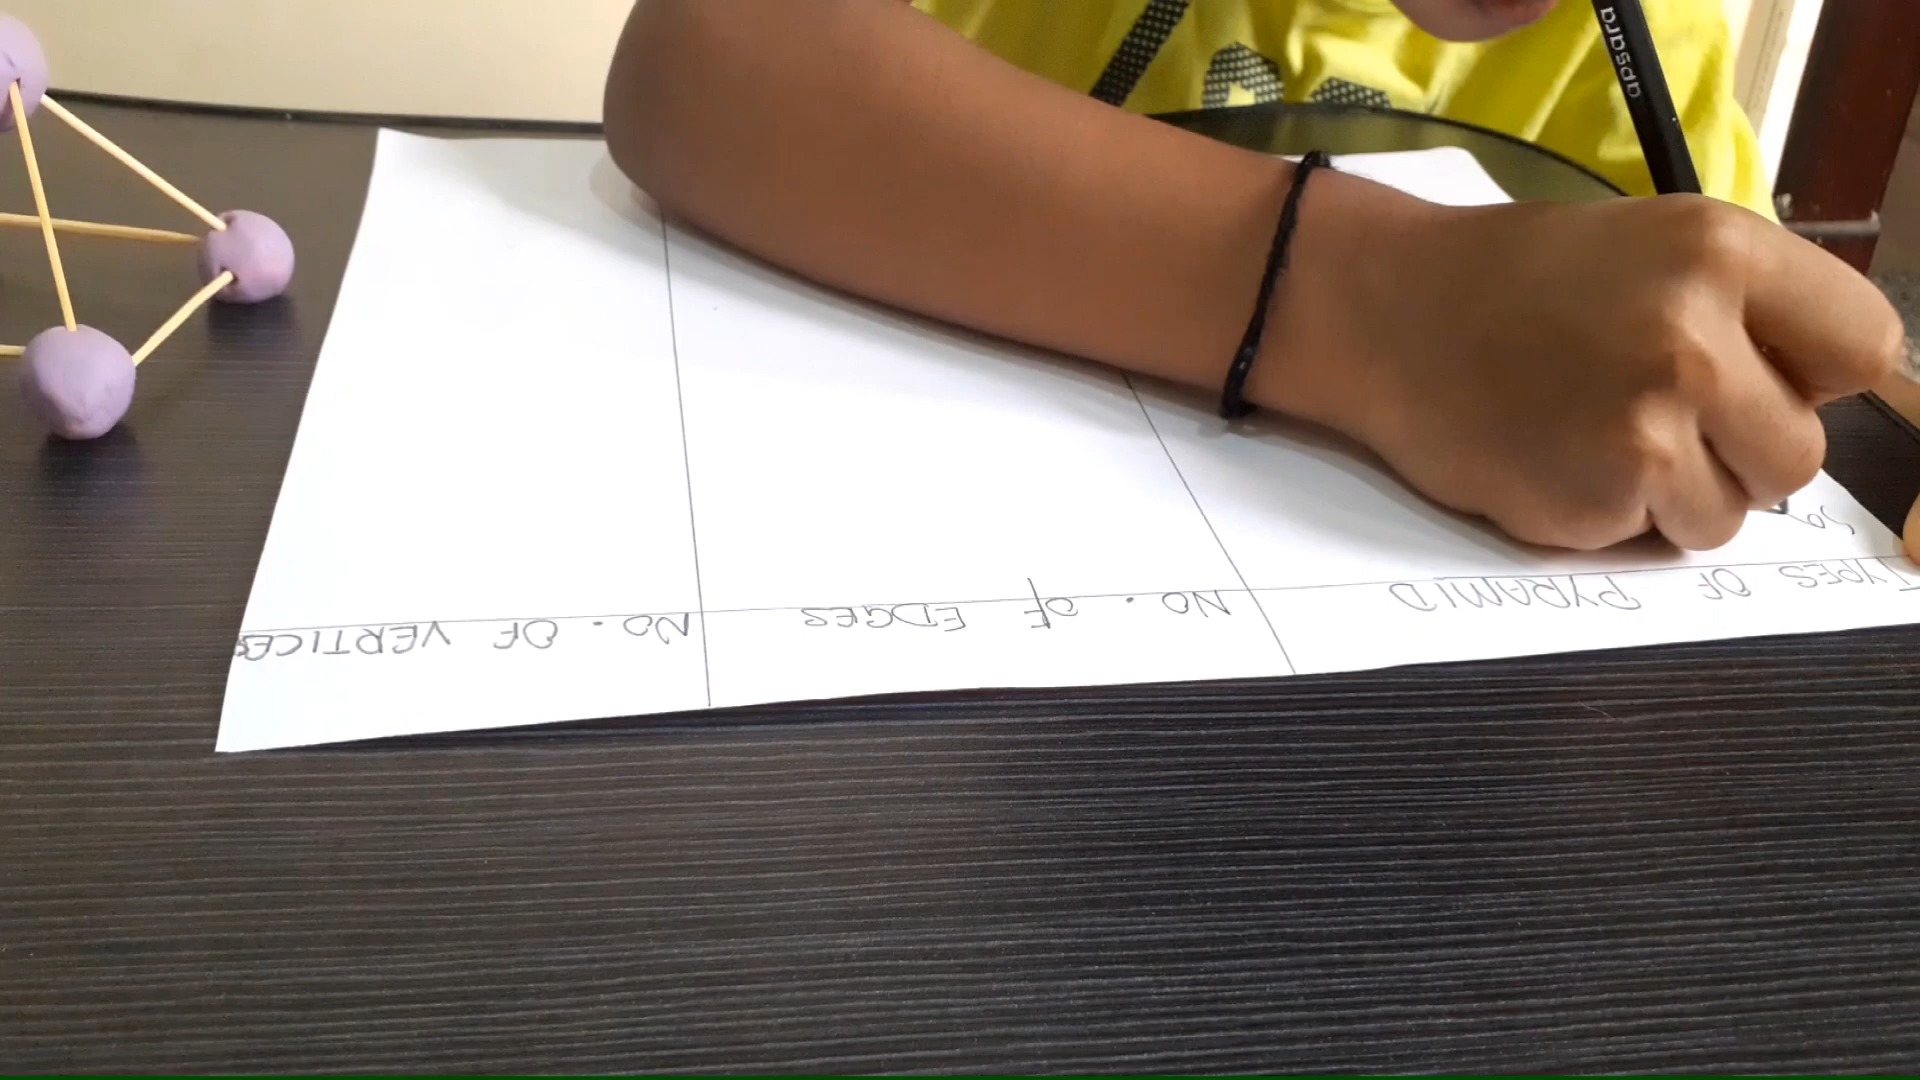 TYPES OF PYRAMID
NO. OF EDGES
NO. OF VERTICES
apsara